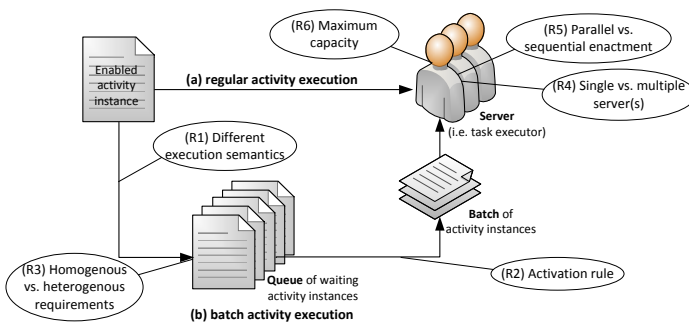 (R6) Maximum
capacity
(R5) Parallel vs.
sequential enactment
Enabled
activity
instance
(a) regular activity execution
(R4) Single vs. multiple
server(s)
Server
(i.e. task executor)
(R1) Different
execution semantics
Batch of
activity instances
(R3) Homogenous
vs. heterogenous
requirements
Queue of waiting
activity instances
(R2) Activation rule
(b) batch activity execution